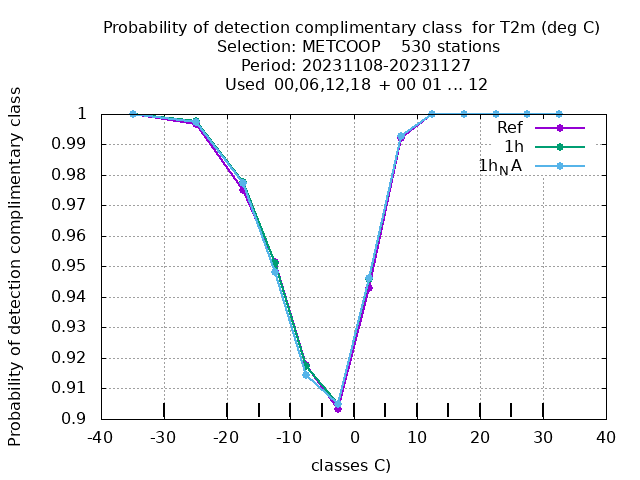 Probability of detection complimentary class  for T2m (deg C)
Selection: METCOOP    530 stations
Period: 20231108-20231127
Used  00,06,12,18 + 00 01 ... 12
Probability of detection complimentary class
1
0.99
0.98
0.97
0.96
0.95
0.94
0.93
0.92
0.91
0.9
Ref
1h
1hNA
-40 -30 -20 -10 0 10 20 30 40
classes C)